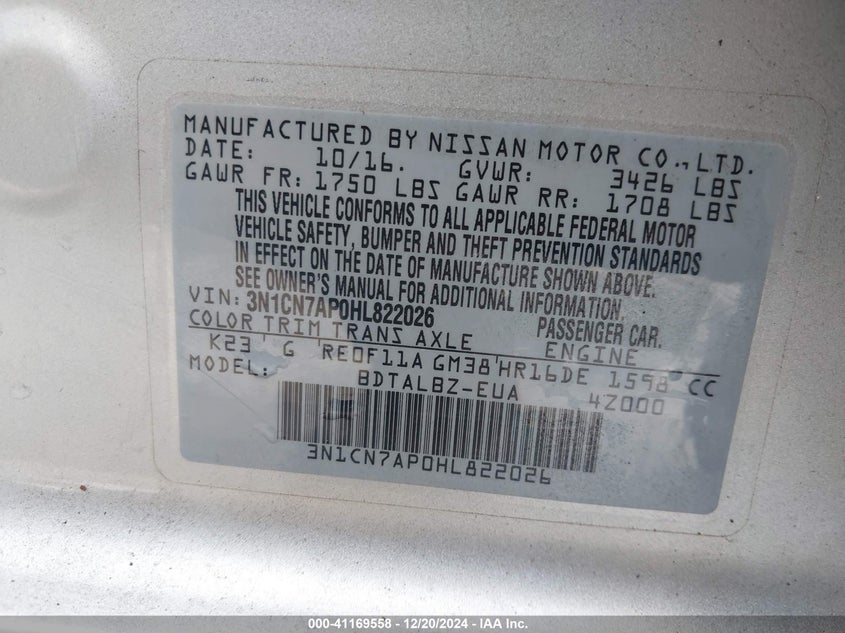 MANUFACTURED BY NISSAN MOTOR CO., LTD.
DATE: 10/16. GVWR: 3426 LBS
GAWR FR: 1750 LBS GAWR RR: 1708 LBS
THIS VEHICLE CONFORMS TO ALL APPLICABLE FEDERAL MOTOR
VEHICLE SAFETY, BUMPER AND THEFT PREVENTION STANDARDS
IN EFFECT ON THE DATE OF MANUFACTURE SHOWN ABOVE.
SEE OWNER'S MANUAL FOR ADDITIONAL INFORMATION.
VIN: 3N1CN7AP0HL822026 PASSENGER CAR.
COLOR TRIM TRANS AXLE ENGINE
K23 G RE0F11A GM38 HR16DE 1598 CC
MODEL: BDTALBZ-EUA 4Z000
3N1CN7AP0HL822026
000-41169558 - 12/20/2024 - IAA Inc.